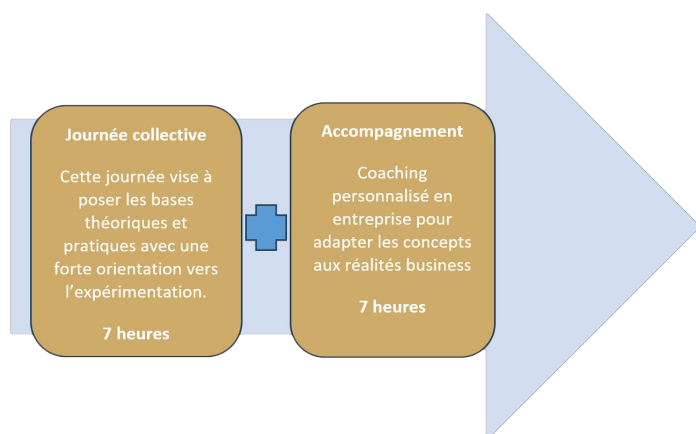 Journée collective
Cette journée vise à
poser les bases
théoriques et
pratiques avec une
forte orientation vers
l'expérimentation.
7 heures
Accompagnement
Coaching
personnalisé en
entreprise pour
adapter les concepts
aux réalités business
7 heures